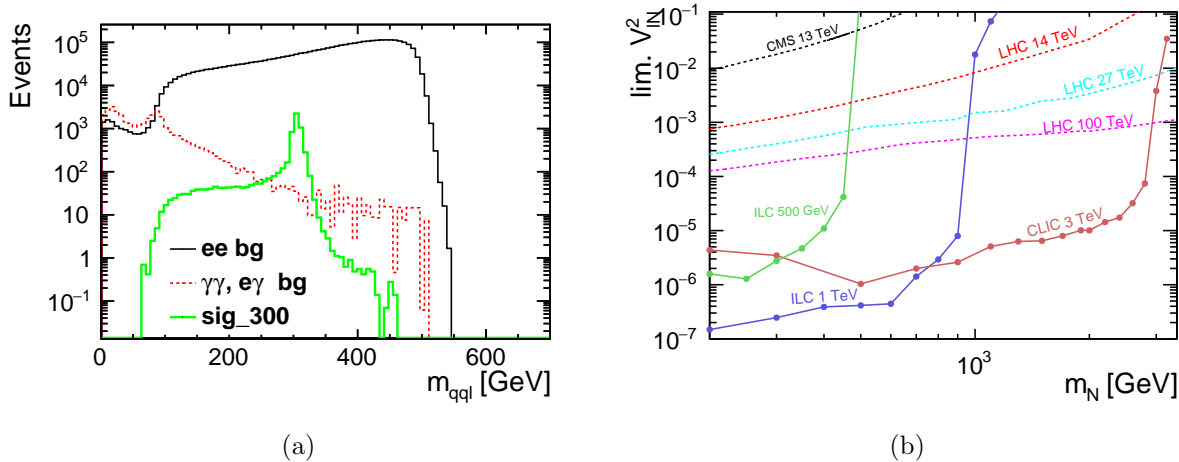 Events
10^5
10^4
10^3
10^2
10
1
10^-1
ee bg
γγ, eγ bg
sig_300
0 200 400 600
m_qql [GeV]
(a)
lim. V^2_lN
10^-1
10^-2
10^-3
10^-4
10^-5
10^-6
10^-7
CMS 13 TeV
LHC 14 TeV
LHC 27 TeV
LHC 100 TeV
ILC 500 GeV
CLIC 3 TeV
ILC 1 TeV
10^3
m_N [GeV]
(b)